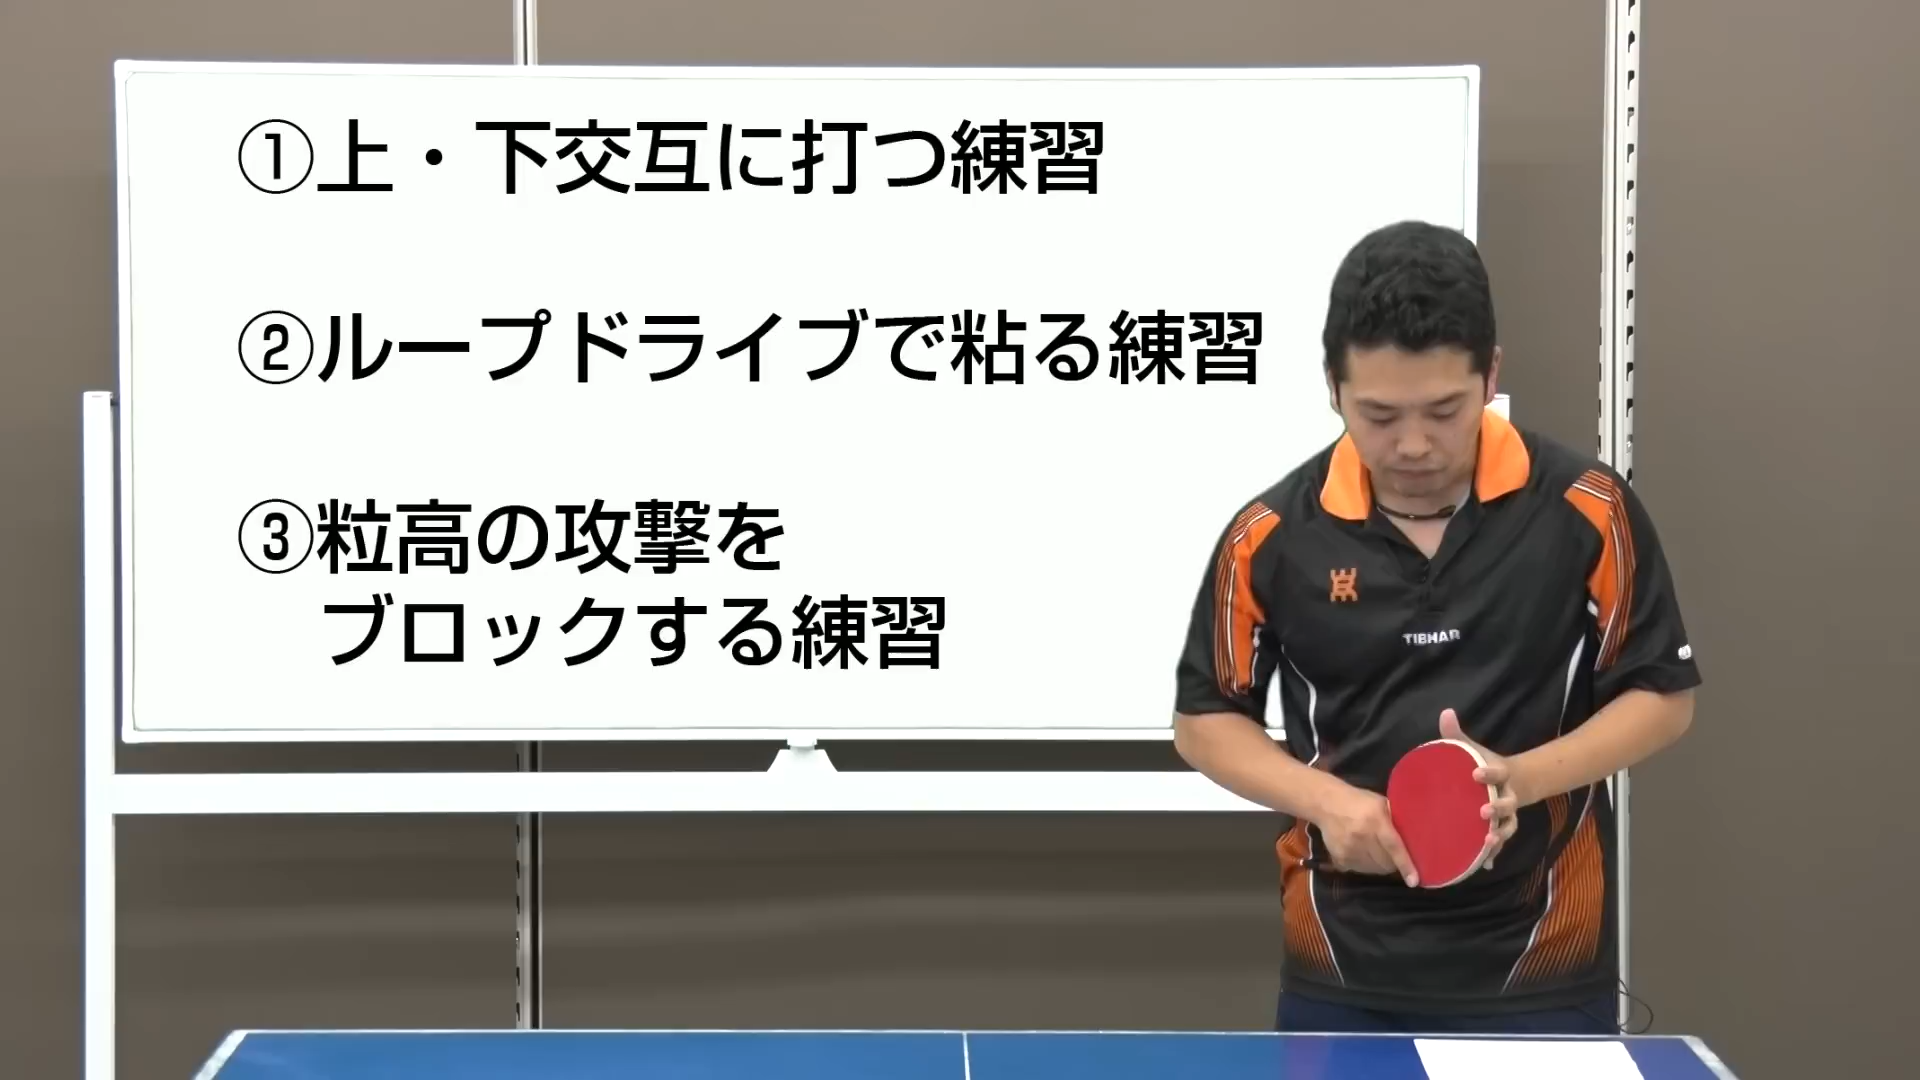 ①上・下交互に打つ練習
②ループドライブで粘る練習
③粒高の攻撃を
ブロックする練習
TIBHAR